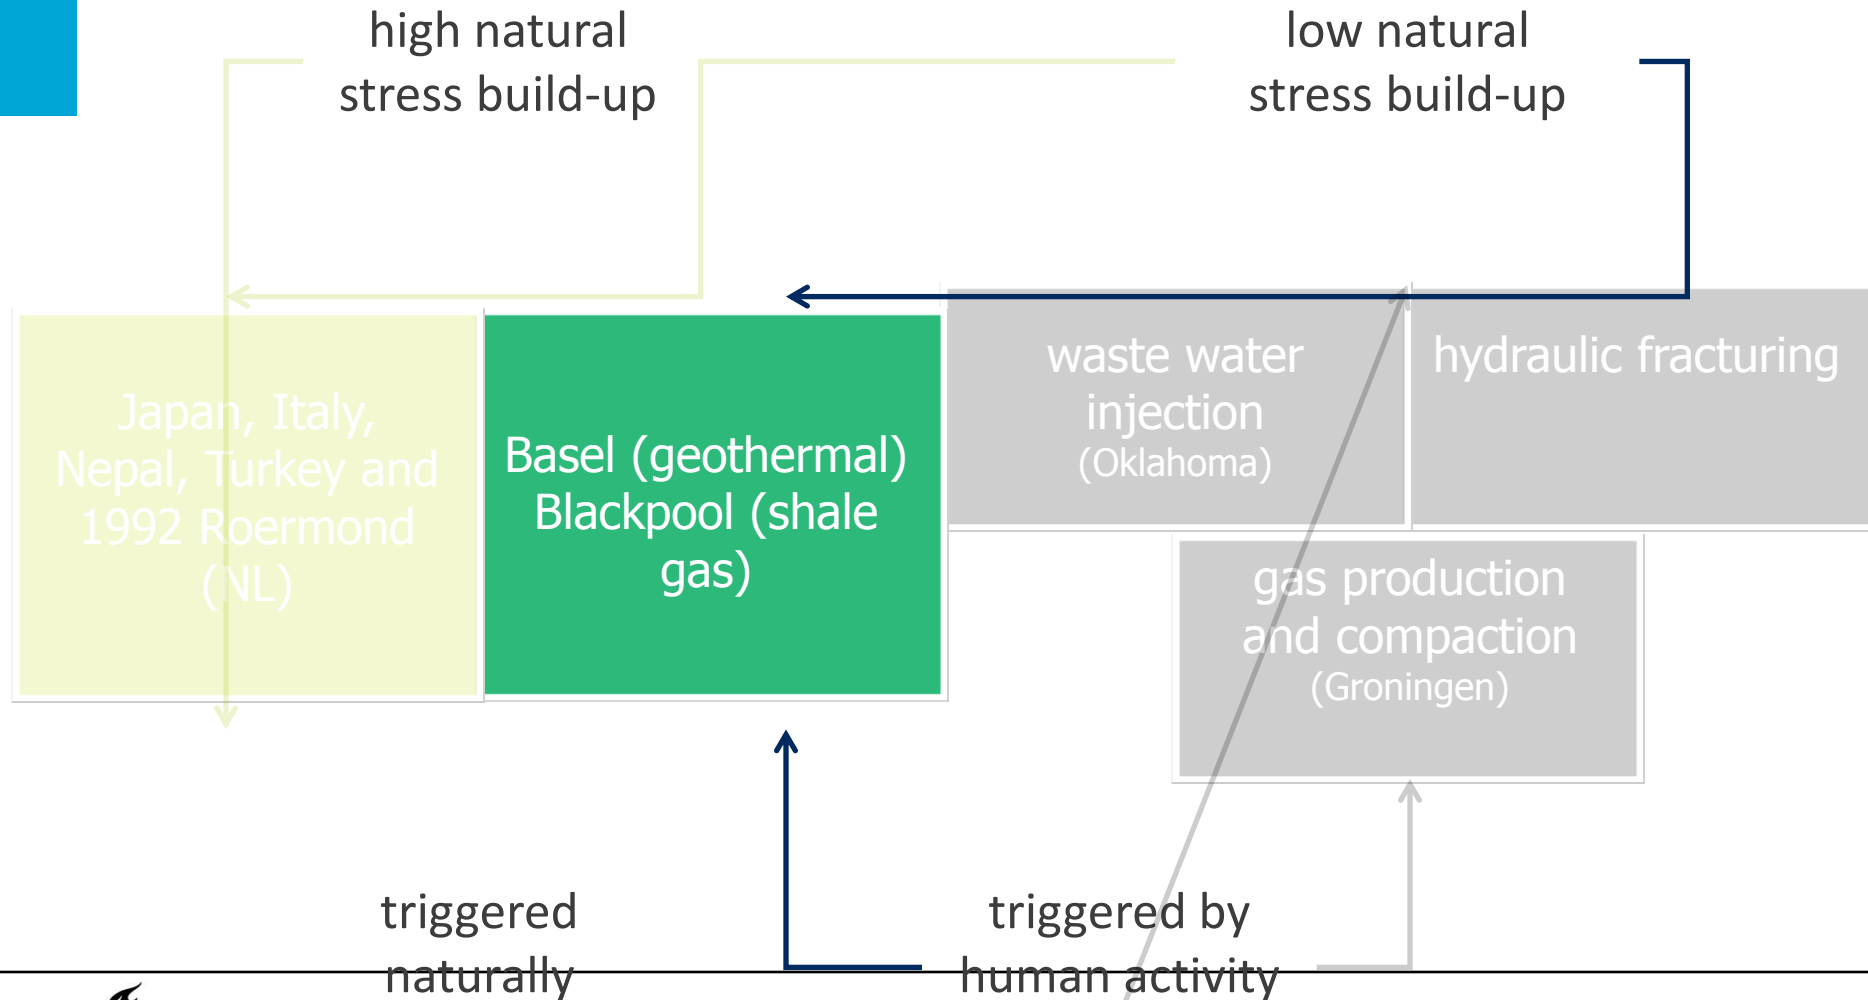 high natural
stress build-up
low natural
stress build-up
Japan, Italy,
Nepal, Turkey and
1992 Roermond
(NL)
Basel (geothermal)
Blackpool (shale
gas)
waste water
injection
(Oklahoma)
hydraulic fracturing
gas production
and compaction
(Groningen)
triggered
naturally
triggered by
human activity